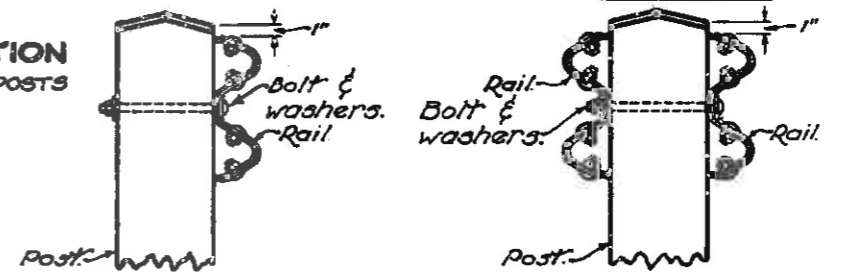 TION
POSTS
1"
Bolt &
washers.
Rail
Post.
1"
Rail.
Bolt &
washers.
Rail.
Post.